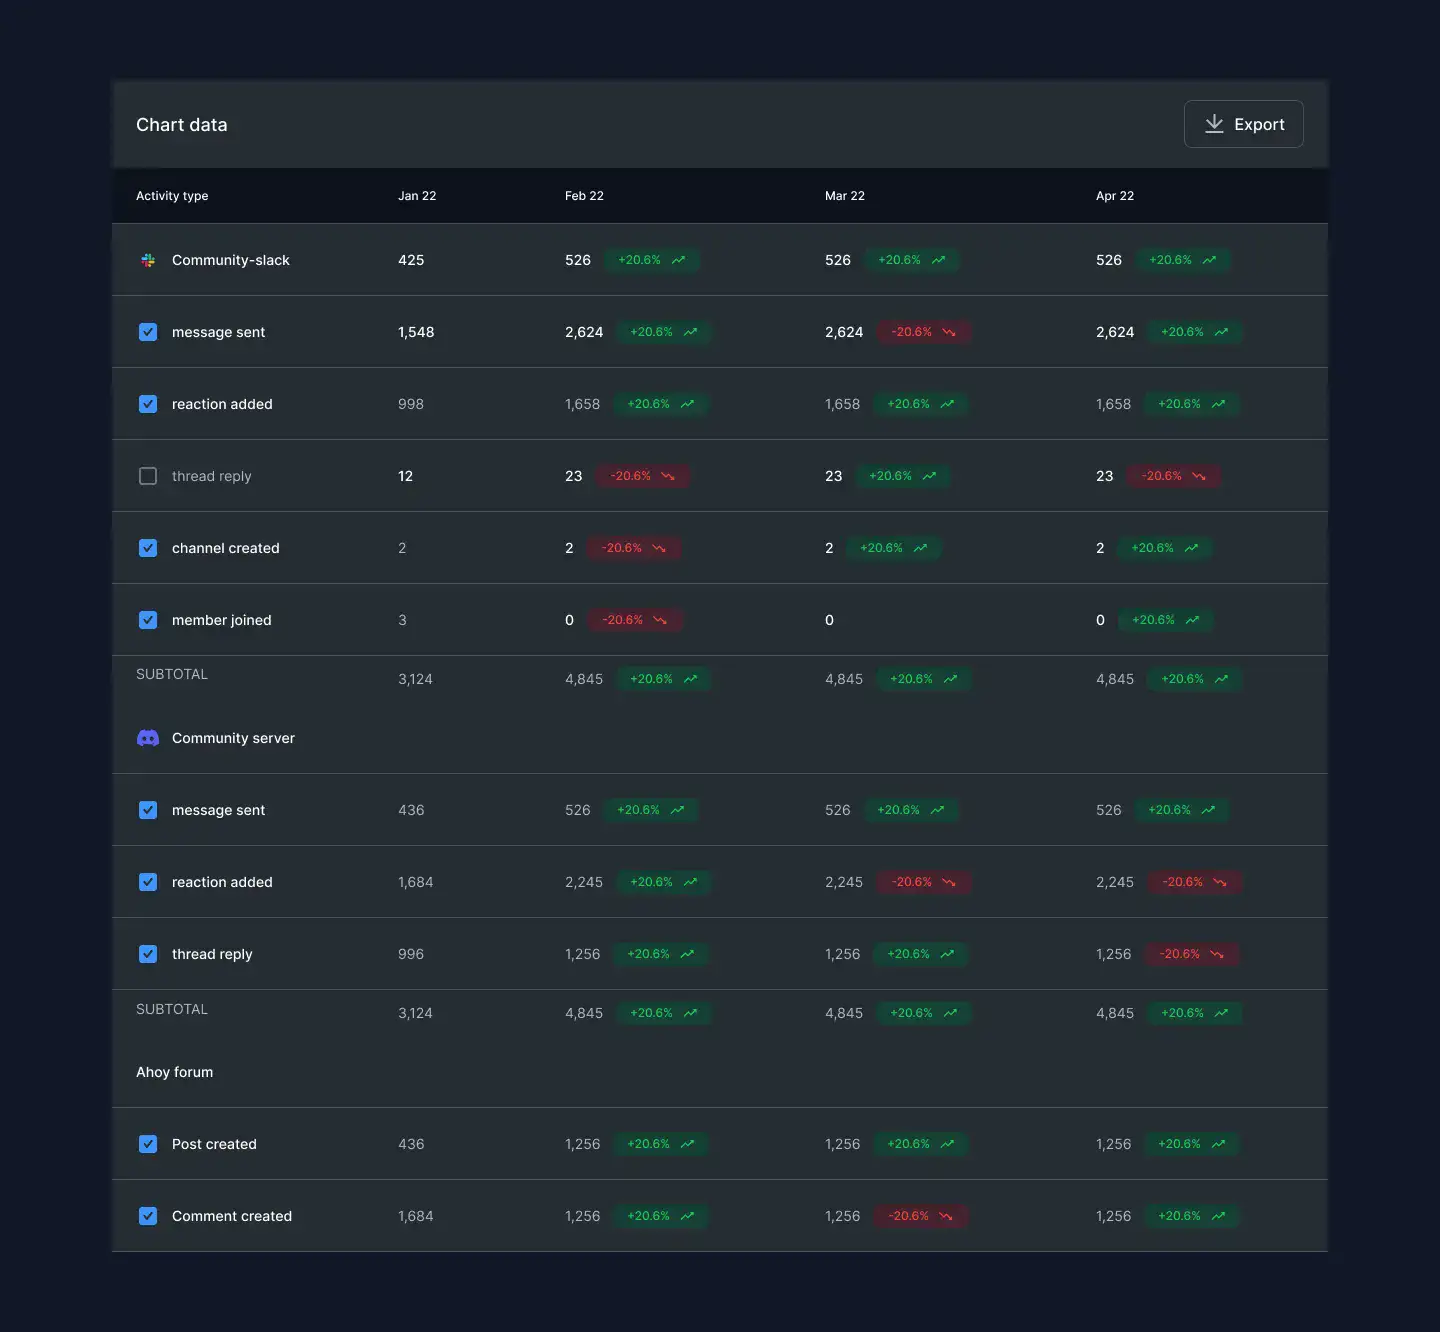 Chart data
Export
Activity type Jan 22 Feb 22 Mar 22 Apr 22
Community-slack 425 526 +20.6% 526 +20.6% 526 +20.6%
message sent 1,548 2,624 +20.6% 2,624 -20.6% 2,624 +20.6%
reaction added 998 1,658 +20.6% 1,658 +20.6% 1,658 +20.6%
thread reply 12 23 -20.6% 23 +20.6% 23 -20.6%
channel created 2 2 -20.6% 2 +20.6% 2 +20.6%
member joined 3 0 -20.6% 0 0 +20.6%
SUBTOTAL 3,124 4,845 +20.6% 4,845 +20.6% 4,845 +20.6%
Community server
message sent 436 526 +20.6% 526 +20.6% 526 +20.6%
reaction added 1,684 2,245 +20.6% 2,245 -20.6% 2,245 -20.6%
thread reply 996 1,256 +20.6% 1,256 +20.6% 1,256 -20.6%
SUBTOTAL 3,124 4,845 +20.6% 4,845 +20.6% 4,845 +20.6%
Ahoy forum
Post created 436 1,256 +20.6% 1,256 +20.6% 1,256 +20.6%
Comment created 1,684 1,256 +20.6% 1,256 -20.6% 1,256 +20.6%